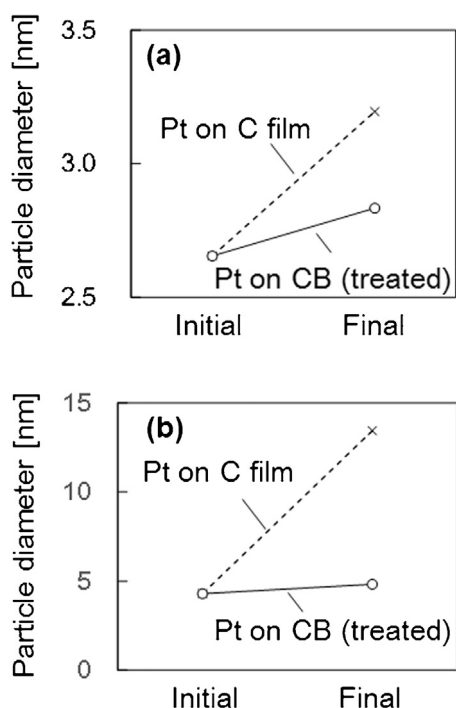 Particle diameter [nm]
3.5
(a)
Pt on C film
3.0
Pt on CB (treated)
2.5
Initial Final
Particle diameter [nm]
15
(b)
Pt on C film
10
5
Pt on CB (treated)
0
Initial Final